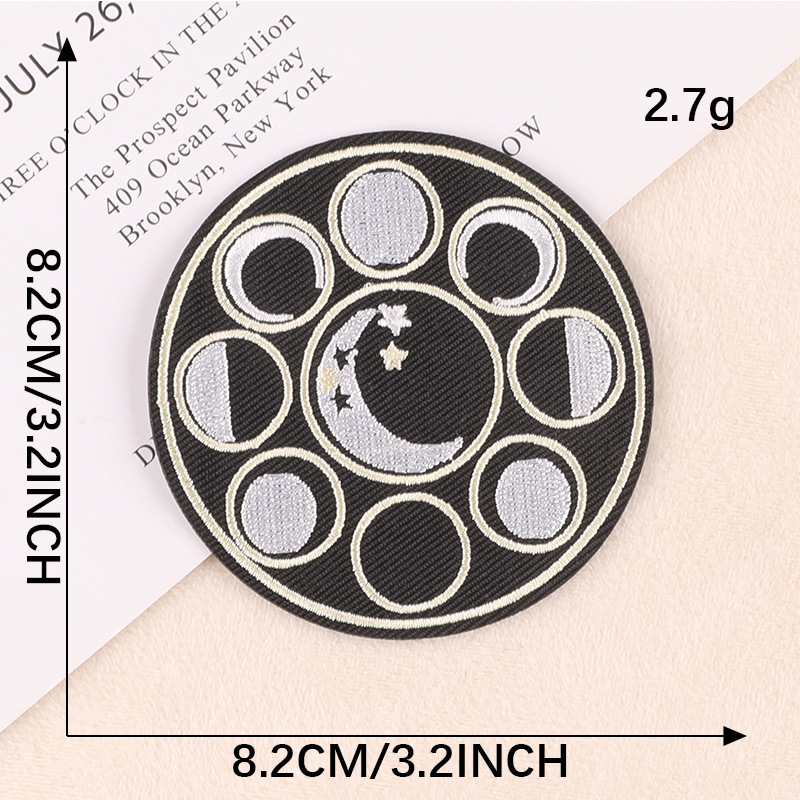 JULY 26,
REE O'CLOCK IN THE A
The Prospect Pavilion
409 Ocean Parkway
Brooklyn, New York
OW
2.7g
8.2CM/3.2INCH
8.2CM/3.2INCH